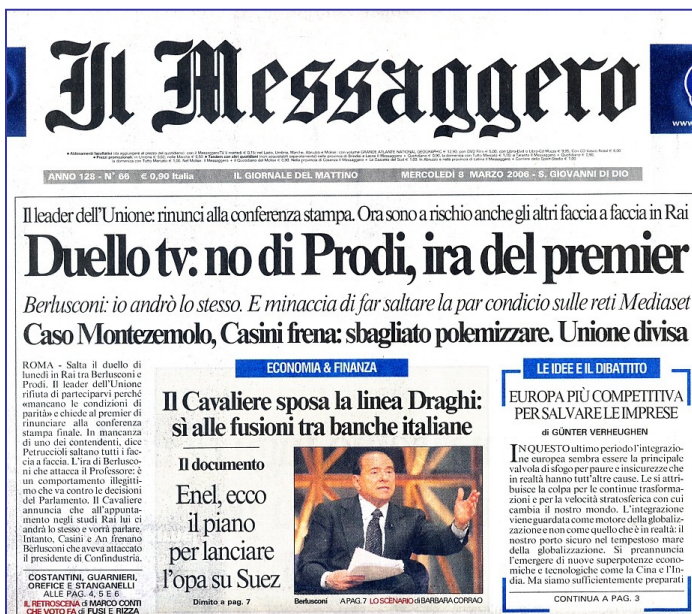 Il Messaggero
www
ANNO 128 - N° 66 € 0,90 Italia IL GIORNALE DEL MATTINO MERCOLEDÌ 8 MARZO 2006 - S. GIOVANNI DI DIO
Il leader dell'Unione: rinunci alla conferenza stampa. Ora sono a rischio anche gli altri faccia a faccia in Rai
Duello tv: no di Prodi, ira del premier
Berlusconi: io andrò lo stesso. E minaccia di far saltare la par condicio sulle reti Mediaset
Caso Montezemolo, Casini frena: sbagliato polemizzare. Unione divisa
ROMA - Salta il duello di
lunedì in Rai tra Berlusconi e
Prodi. Il leader dell'Unione
rifiuta di parteciparvi perché
«mancano le condizioni di
parità» e chiede al premier di
rinunciare alla conferenza
stampa finale. In mancanza
di uno dei contendenti, dice
Petruccioli saltano tutti i fac-
cia a faccia. L'ira di Berlusco-
ni che attacca il Professore: è
un comportamento illegitti-
mo che va contro le decisioni
del Parlamento. Il Cavaliere
annuncia che all'appunta-
mento negli studi Rai lui ci
andrà lo stesso e vorrà parlare.
Intanto, Casini e An frenano
Berlusconi che aveva attaccato
il presidente di Confindustria.
COSTANTINI, GUARNIERI,
OREFICE E STANGANELLI
ALLE PAG. 4, 5 E 6
IL RETROSCENA di MARCO CONTI
CHE VOTO FA di FUSI E RIZZA
ECONOMIA & FINANZA
Il Cavaliere sposa la linea Draghi:
sì alle fusioni tra banche italiane
Il documento
Enel, ecco
il piano
per lanciare
l'opa su Suez
Dimito a pag. 7
Berlusconi A PAG. 7 LO SCENARIO di BARBARA CORRAO
LE IDEE E IL DIBATTITO
EUROPA PIÙ COMPETITIVA
PER SALVARE LE IMPRESE
di GÜNTER VERHEUGHEN
IN QUESTO ultimo periodo l'integrazio-
ne europea sembra essere la principale
valvola di sfogo per paure e insicurezze che
in realtà hanno tutt'altre cause. Le si attri-
buisce la colpa per le continue trasforma-
zioni e per la velocità stratosferica con cui
cambia il nostro mondo. L'integrazione
viene guardata come motore della globaliz-
zazione e non come quello che è in realtà: il
nostro porto sicuro nel tempestoso mare
della globalizzazione. Si preannuncia
l'emergere di nuove superpotenze econo-
miche e tecnologiche come la Cina e l'In-
dia. Ma siamo sufficientemente preparati
CONTINUA A PAG. 3